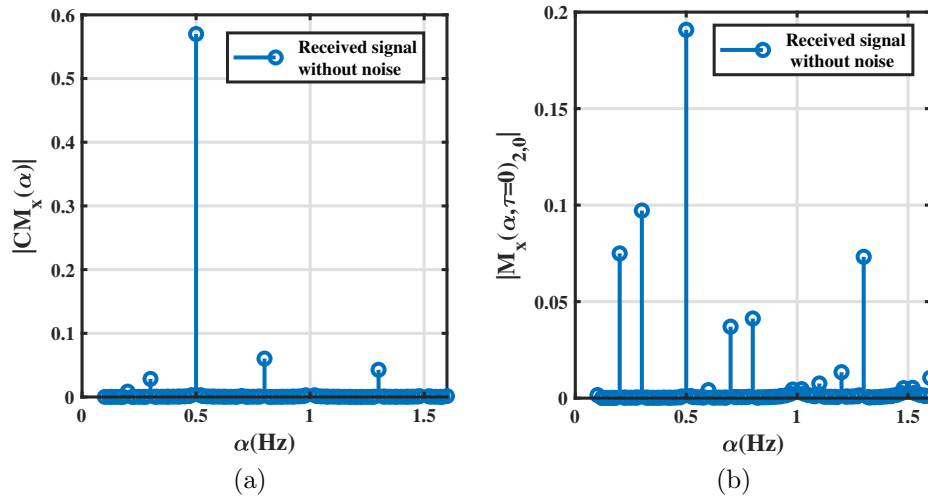 0.6
0.5
0.4
0.3
0.2
0.1
0
|CMₓ(α)|
Received signal
without noise
0
0.5
1
1.5
α(Hz)
(a)
0.2
0.15
0.1
0.05
0
|Mₓ(α,τ=0)₂,₀|
Received signal
without noise
0
0.5
1
1.5
α(Hz)
(b)